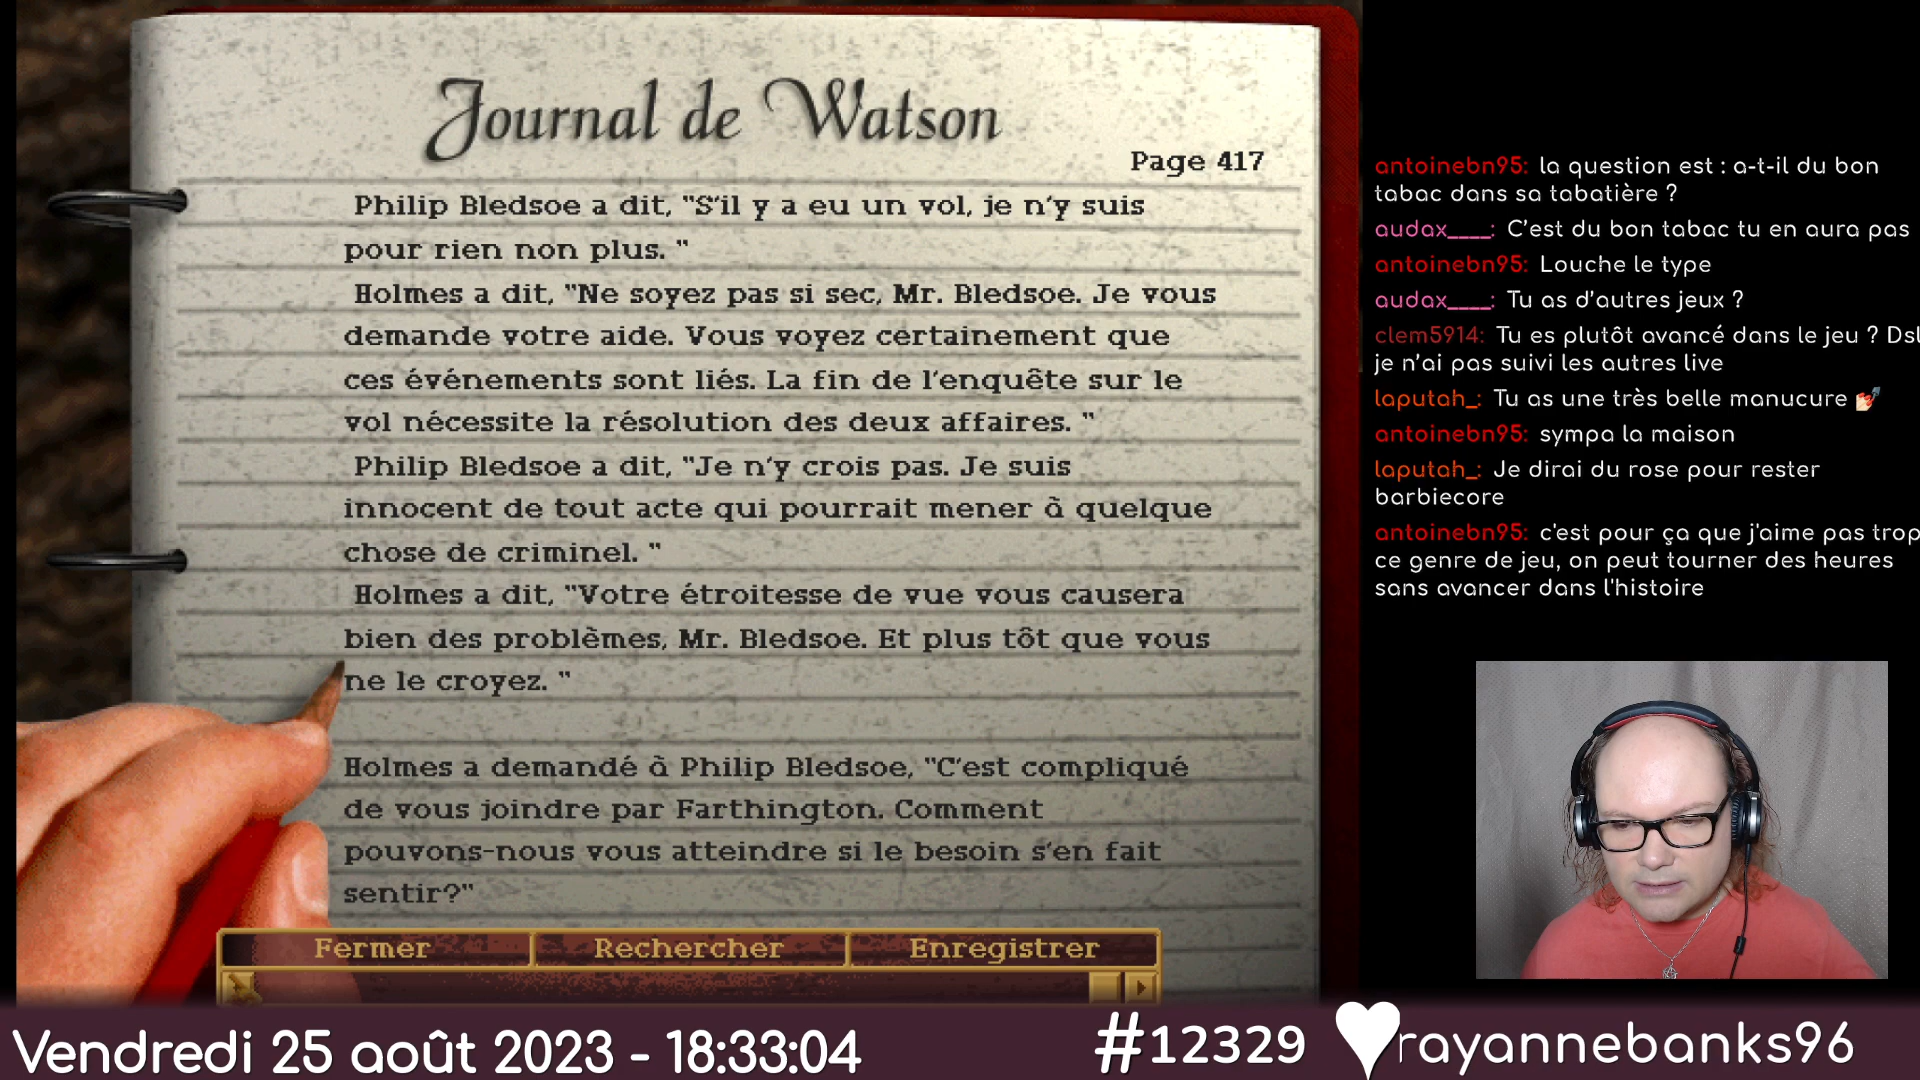 Journal de Watson
Page 417
Philip Bledsoe a dit, "S'il y a eu un vol, je n'y suis
pour rien non plus. "
Holmes a dit, "Ne soyez pas si sec, Mr. Bledsoe. Je vous
demande votre aide. Vous voyez certainement que
ces événements sont liés. La fin de l'enquête sur le
vol nécessite la résolution des deux affaires. "
Philip Bledsoe a dit, "Je n'y crois pas. Je suis
innocent de tout acte qui pourrait mener à quelque
chose de criminel. "
Holmes a dit, "Votre étroitesse de vue vous causera
bien des problèmes, Mr. Bledsoe. Et plus tôt que vous
ne le croyez. "
Holmes a demandé à Philip Bledsoe, "C'est compliqué
de vous joindre par Farthington. Comment
pouvons-nous vous atteindre si le besoin s'en fait
sentir?"
Fermer
Rechercher
Enregistrer
antoinebn95: la question est : a-t-il du bon
tabac dans sa tabatière ?
audax____: C'est du bon tabac tu en aura pas
antoinebn95: Louche le type
audax____: Tu as d'autres jeux ?
clem5914: Tu es plutôt avancé dans le jeu ? Dsl
je n'ai pas suivi les autres live
laputah_: Tu as une très belle manucure 💅
antoinebn95: sympa la maison
laputah_: Je dirai du rose pour rester
barbiecore
antoinebn95: c'est pour ça que j'aime pas trop
ce genre de jeu, on peut tourner des heures
sans avancer dans l'histoire
Vendredi 25 août 2023 - 18:33:04
#12329
rayannebanks96